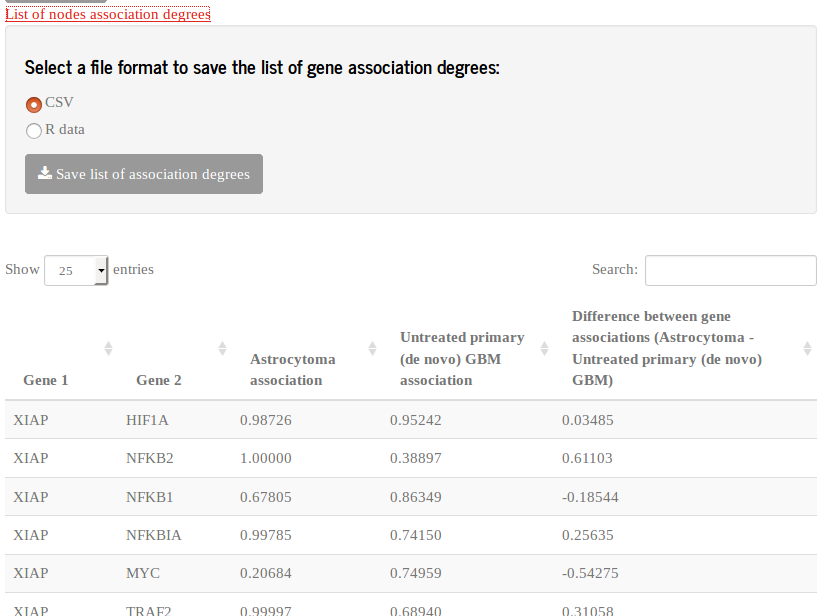 List of nodes association degrees
Select a file format to save the list of gene association degrees:
CSV
R data
Save list of association degrees
Show 25 entries Search:
Gene 1 Gene 2 Astrocytoma association Untreated primary (de novo) GBM association Difference between gene associations (Astrocytoma - Untreated primary (de novo) GBM)
XIAP HIF1A 0.98726 0.95242 0.03485
XIAP NFKB2 1.00000 0.38897 0.61103
XIAP NFKB1 0.67805 0.86349 -0.18544
XIAP NFKBIA 0.99785 0.74150 0.25635
XIAP MYC 0.20684 0.74959 -0.54275
XIAP TRAF2 0.99997 0.68940 0.31058